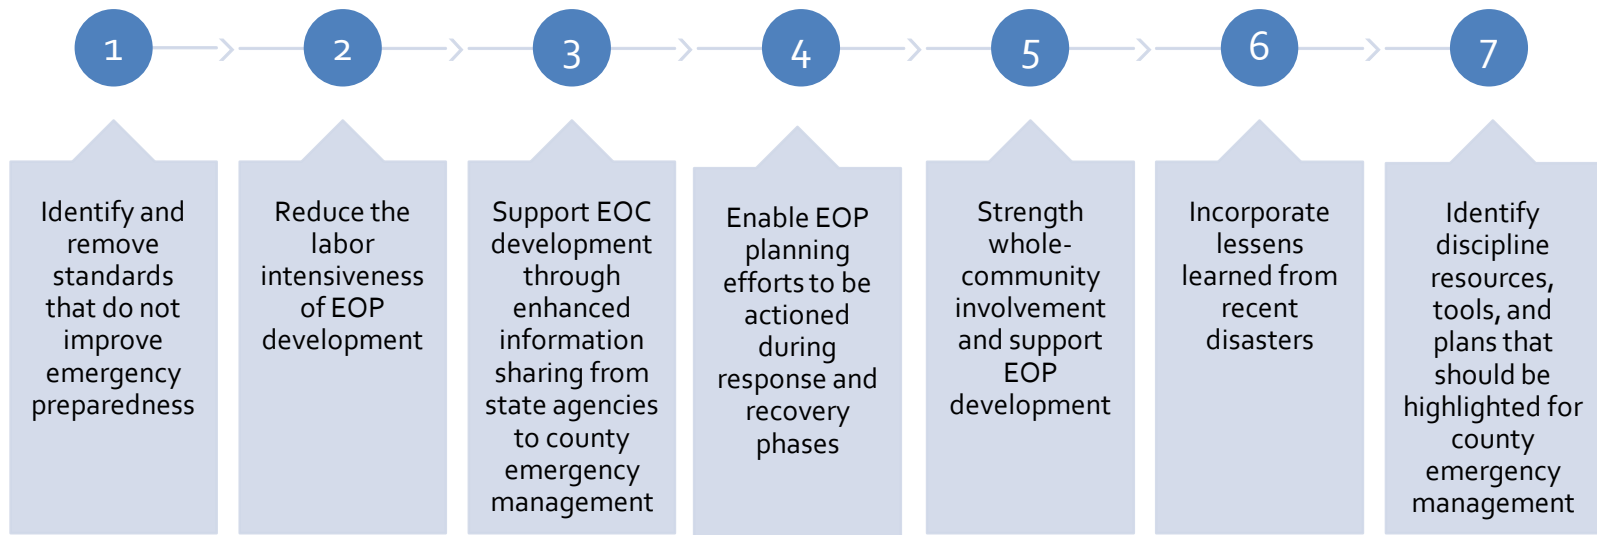 1
2
3
4
5
6
7
Identify and
remove
standards
that do not
improve
emergency
preparedness
Reduce the
labor
intensiveness
of EOP
development
Support EOC
development
through
enhanced
information
sharing from
state agencies
to county
emergency
management
Enable EOP
planning
efforts to be
actioned
during
response and
recovery
phases
Strength
whole-
community
involvement
and support
EOP
development
Incorporate
lessens
learned from
recent
disasters
Identify
discipline
resources,
tools, and
plans that
should be
highlighted for
county
emergency
management